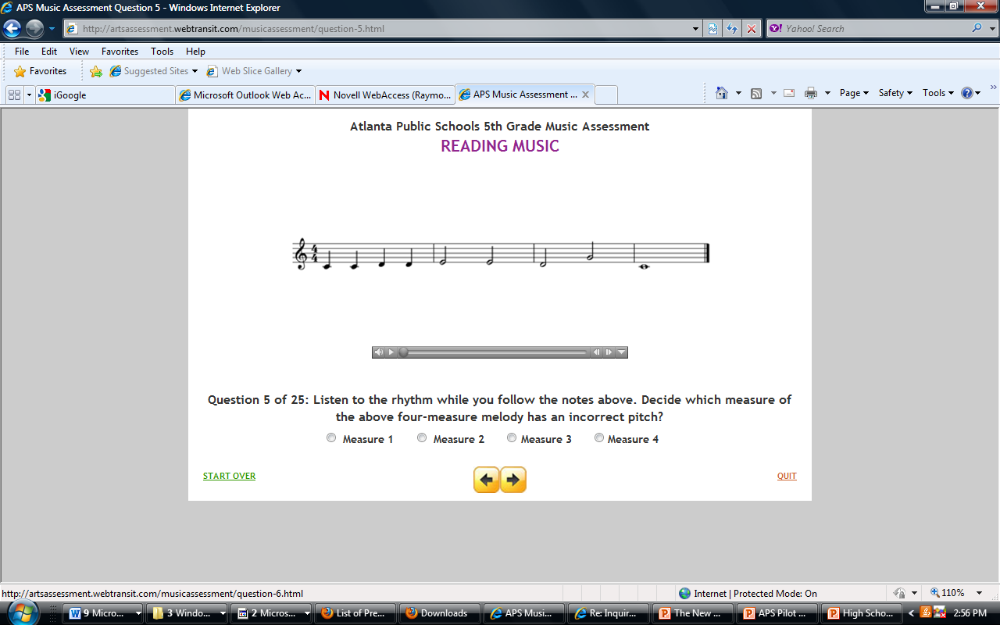 APS Music Assessment Question 5 - Windows Internet Explorer
http://artsassessment.webtransit.com/musicassessment/question-5.html
Yahoo! Search
File Edit View Favorites Tools Help
Favorites Suggested Sites Web Slice Gallery
iGoogle Microsoft Outlook Web Ac... Novell WebAccess (Raymo... APS Music Assessment ... Page Safety Tools
Atlanta Public Schools 5th Grade Music Assessment
READING MUSIC
4
4
Question 5 of 25: Listen to the rhythm while you follow the notes above. Decide which measure of
the above four-measure melody has an incorrect pitch?
Measure 1 Measure 2 Measure 3 Measure 4
START OVER QUIT
http://artsassessment.webtransit.com/musicassessment/question-6.html Internet | Protected Mode: On 110%
9 Micro... 3 Windo... 2 Micros... List of Pre... Downloads APS Musi... Re: Inquir... The New ... APS Pilot ... High Scho... 2:56 PM